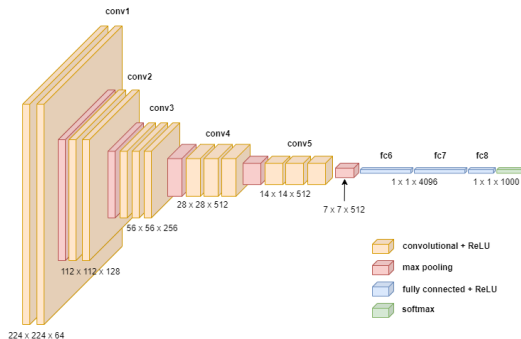 conv1
conv2
conv3
conv4
conv5
fc6
fc7
fc8
1 x 1 x 4096
1 x 1 x 1000
14 x 14 x 512
28 x 28 x 512
7 x 7 x 512
56 x 56 x 256
112 x 112 x 128
224 x 224 x 64
convolutional + ReLU
max pooling
fully connected + ReLU
softmax